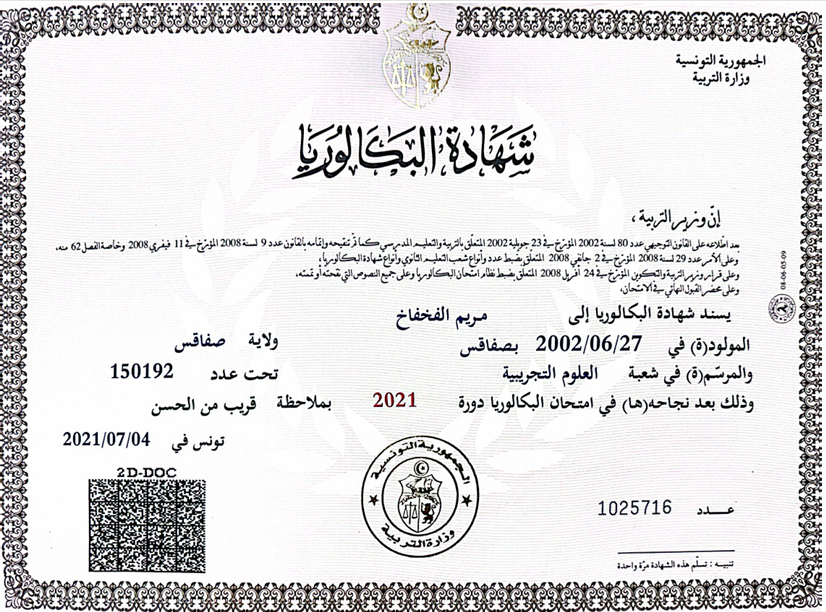 الجمهورية التونسية
وزارة التربية
شهادة البكالوريا
إنّ وزير التربية،
بعد اطلاعه على القانون التوجيهي عدد 80 لسنة 2002 المؤرخ في 23 جويلية 2002 المتعلق بالتربية والتعليم المدرسي كما تمّ تنقيحه وإتمامه بالقانون عدد 9 لسنة 2008 المؤرخ في 11 فيفري 2008 وخاصة الفصل 62 منه،
وعلى الأمر عدد 29 لسنة 2008 المؤرخ في 2 جانفي 2008 المتعلق بضبط عدد وأنواع شعب التعليم الثانوي وأنواع شهادة البكالوريا،
وعلى قرار وزير التربية والتكوين المؤرخ في 24 أفريل 2008 المتعلق بضبط نظام امتحان البكالوريا وعلى جميع النصوص التي نقحته أو تممته،
وعلى محضر القبول النهائي في الامتحان،
08-06-05-09
يسند شهادة البكالوريا إلى مريم الفخفاخ
المولود(ة) في 2002/06/27 بصفاقس ولاية صفاقس
والمرسّم(ة) في شعبة العلوم التجريبية تحت عدد 150192
وذلك بعد نجاحه(ها) في امتحان البكالوريا دورة 2021 بملاحظة قريب من الحسن
تونس في 2021/07/04
2D-DOC
الجمهورية التونسية
وزارة التربية
عـــدد 1025716
تنبيه : تسلّم هذه الشهادة مرّة واحدة